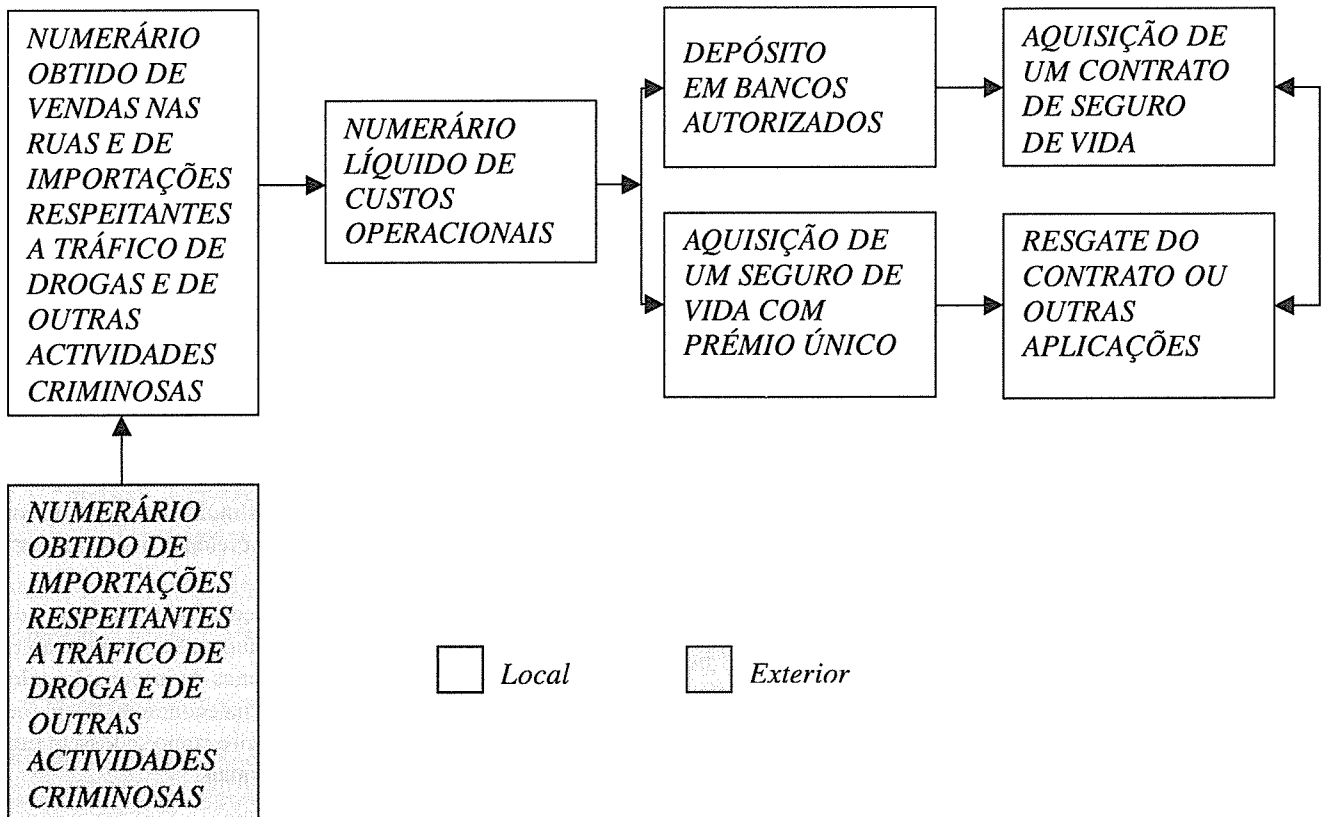 NUMERÁRIO
OBTIDO DE
VENDAS NAS
RUAS E DE
IMPORTAÇÕES
RESPEITANTES
A TRÁFICO DE
DROGAS E DE
OUTRAS
ACTIVIDADES
CRIMINOSAS
NUMERÁRIO
LÍQUIDO DE
CUSTOS
OPERACIONAIS
DEPÓSITO
EM BANCOS
AUTORIZADOS
AQUISIÇÃO DE
UM CONTRATO
DE SEGURO
DE VIDA
AQUISIÇÃO DE
UM SEGURO DE
VIDA COM
PRÉMIO ÚNICO
RESGATE DO
CONTRATO OU
OUTRAS
APLICAÇÕES
NUMERÁRIO
OBTIDO DE
IMPORTAÇÕES
RESPEITANTES
A TRÁFICO DE
DROGA E DE
OUTRAS
ACTIVIDADES
CRIMINOSAS
Local
Exterior